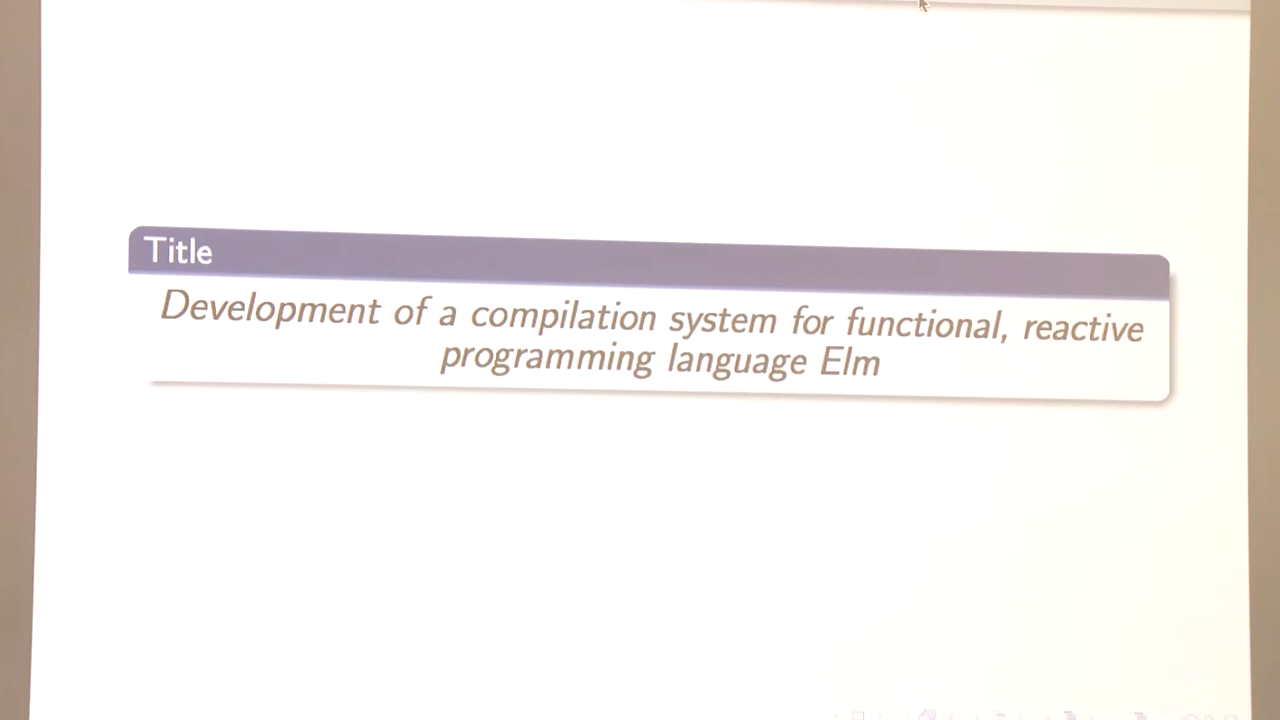 Title
Development of a compilation system for functional, reactive
programming language Elm